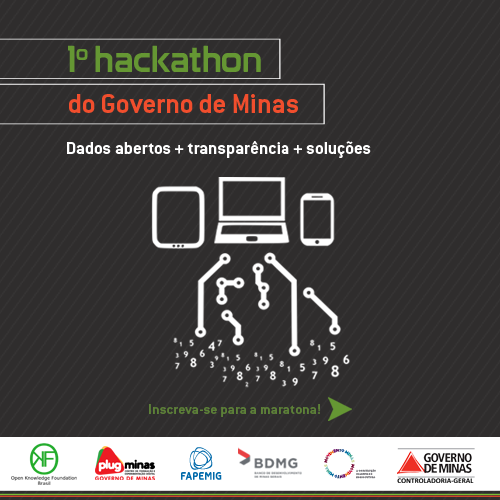 1º hackathon
do Governo de Minas
Dados abertos + transparência + soluções
Inscreva-se para a maratona!
Open Knowledge Foundation
Brasil
plug minas
GOVERNO DE MINAS
FAPEMIG
BDMG
GOVERNO
DE MINAS
CONTROLADORIA-GERAL